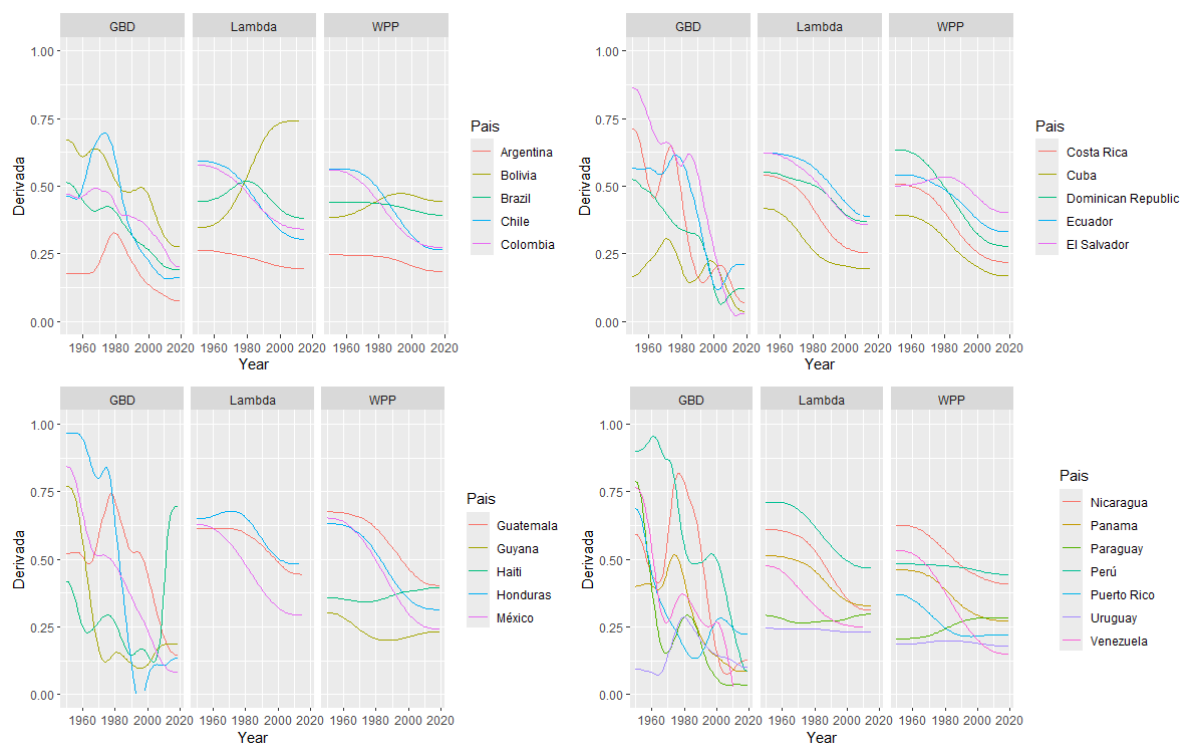 GBD Lambda WPP
1.00
0.75
0.50
0.25
0.00
Derivada
1960 1980 2000 2020 1960 1980 2000 2020 1960 1980 2000 2020
Year
Pais
Argentina
Bolivia
Brazil
Chile
Colombia
GBD Lambda WPP
1.00
0.75
0.50
0.25
0.00
Derivada
1960 1980 2000 2020 1960 1980 2000 2020 1960 1980 2000 2020
Year
Pais
Costa Rica
Cuba
Dominican Republic
Ecuador
El Salvador
GBD Lambda WPP
1.00
0.75
0.50
0.25
0.00
Derivada
1960 1980 2000 2020 1960 1980 2000 2020 1960 1980 2000 2020
Year
Pais
Guatemala
Guyana
Haiti
Honduras
México
GBD Lambda WPP
1.00
0.75
0.50
0.25
0.00
Derivada
1960 1980 2000 2020 1960 1980 2000 2020 1960 1980 2000 2020
Year
Pais
Nicaragua
Panama
Paraguay
Perú
Puerto Rico
Uruguay
Venezuela